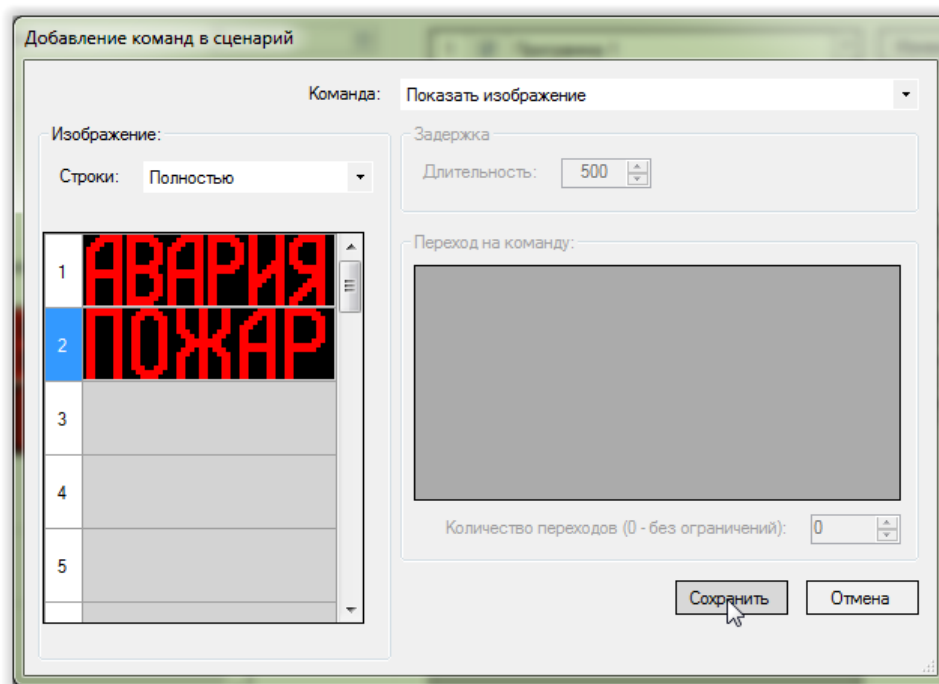 Добавление команд в сценарий
Команда: Показать изображение
Изображение:
Строки: Полностью
1 АВАРИЯ
2 ПОЖАР
3
4
5
Задержка
Длительность: 500
Переход на команду:
Количество переходов (0 - без ограничений): 0
Сохранить Отмена